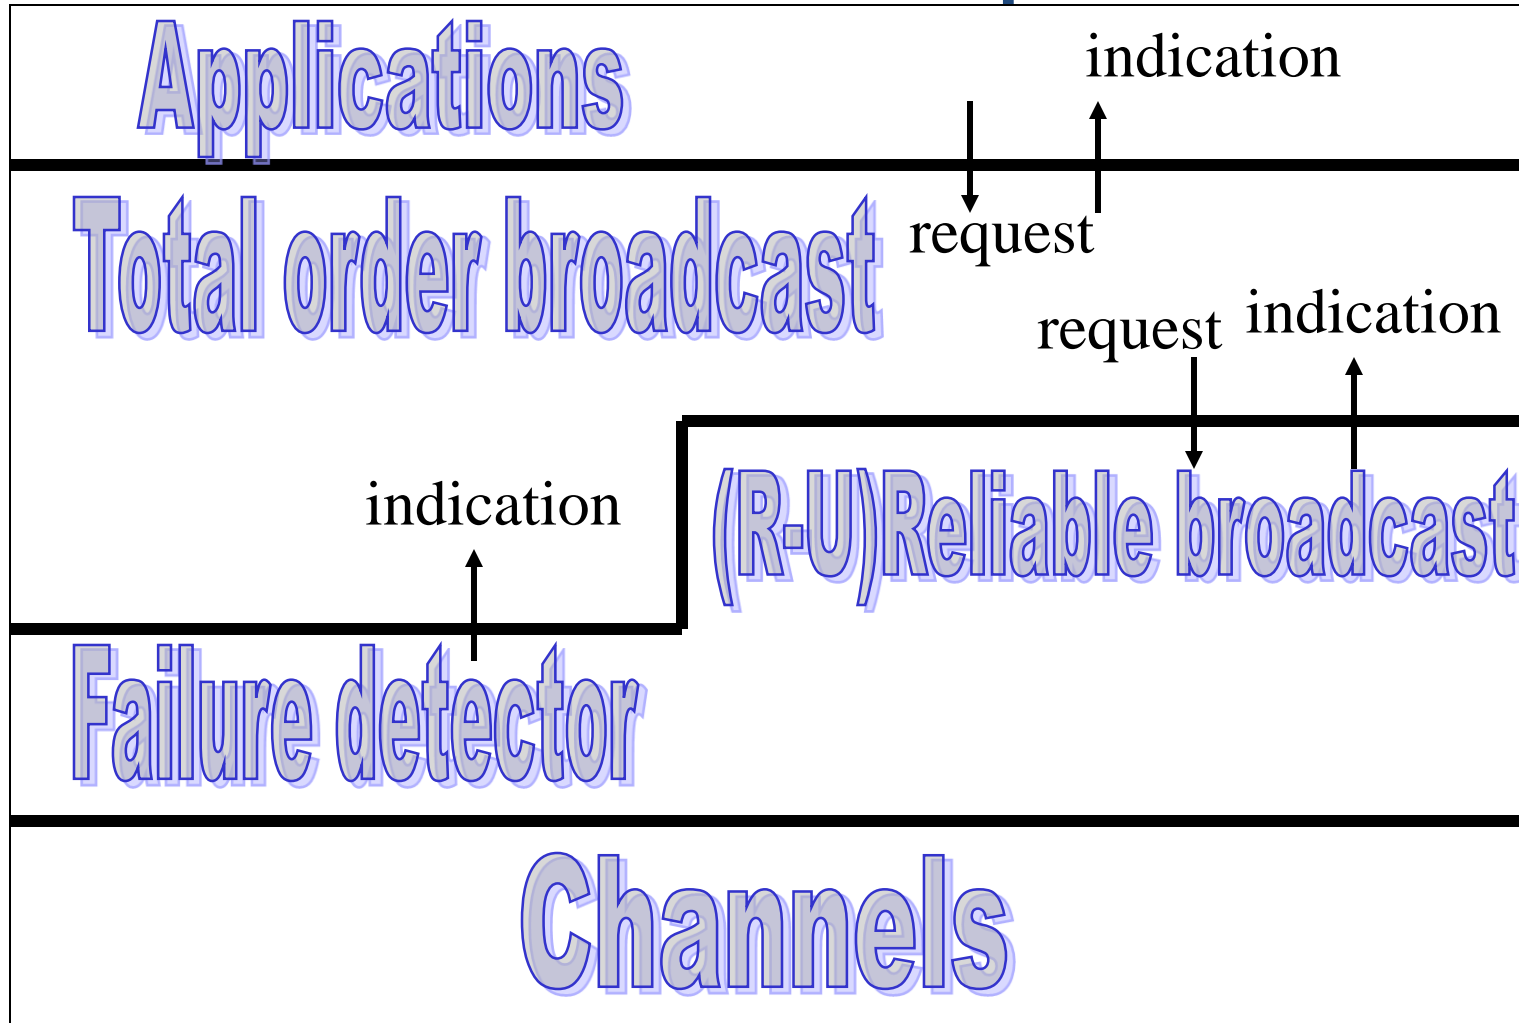 Applications
indication
request
Total order broadcast
request
indication
indication
(R-U)Reliable broadcast
Failure detector
Channels